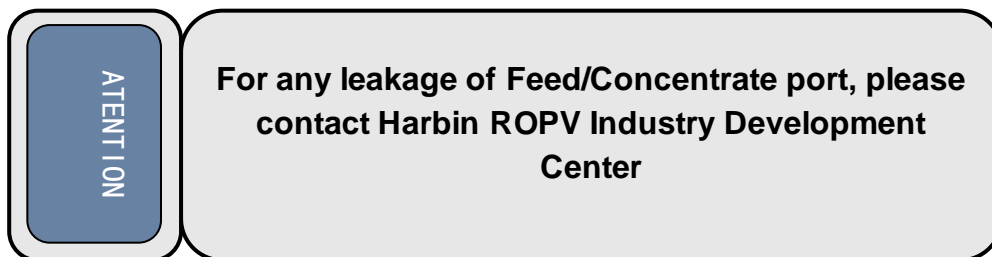 ATENTION
For any leakage of Feed/Concentrate port, please
contact Harbin ROPV Industry Development
Center